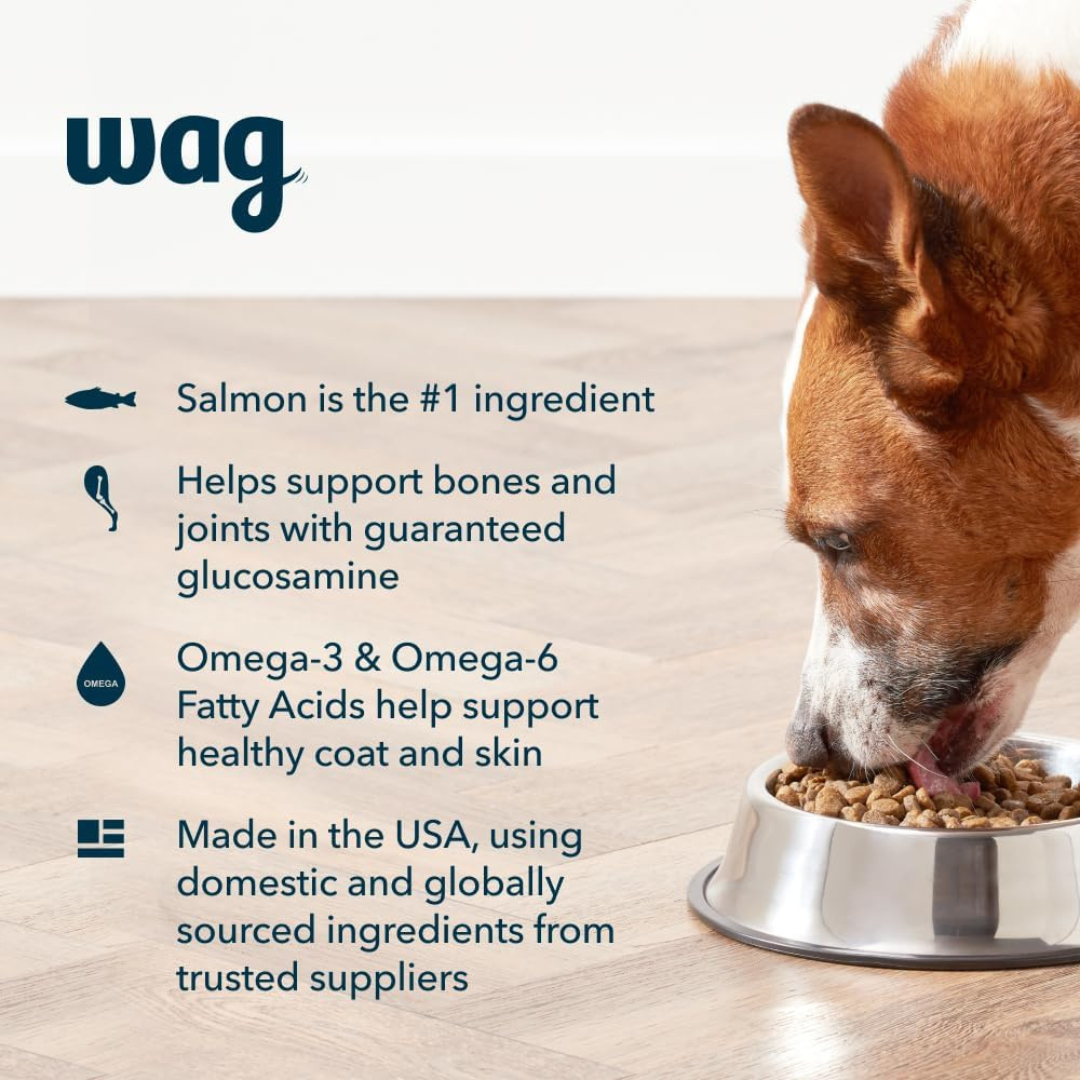 wag
Salmon is the #1 ingredient
Helps support bones and
joints with guaranteed
glucosamine
OMEGA
Omega-3 & Omega-6
Fatty Acids help support
healthy coat and skin
Made in the USA, using
domestic and globally
sourced ingredients from
trusted suppliers